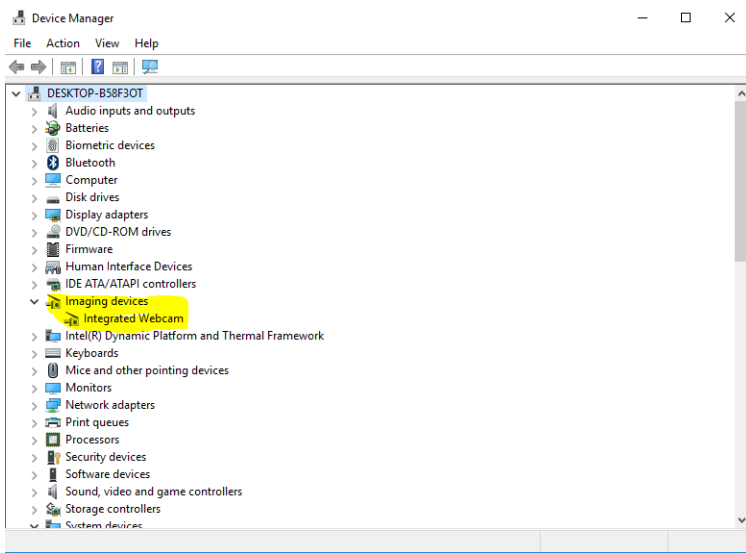 Device Manager
File Action View Help
DESKTOP-B58F3OT
Audio inputs and outputs
Batteries
Biometric devices
Bluetooth
Computer
Disk drives
Display adapters
DVD/CD-ROM drives
Firmware
Human Interface Devices
IDE ATA/ATAPI controllers
Imaging devices
Integrated Webcam
Intel(R) Dynamic Platform and Thermal Framework
Keyboards
Mice and other pointing devices
Monitors
Network adapters
Print queues
Processors
Security devices
Software devices
Sound, video and game controllers
Storage controllers
System devices